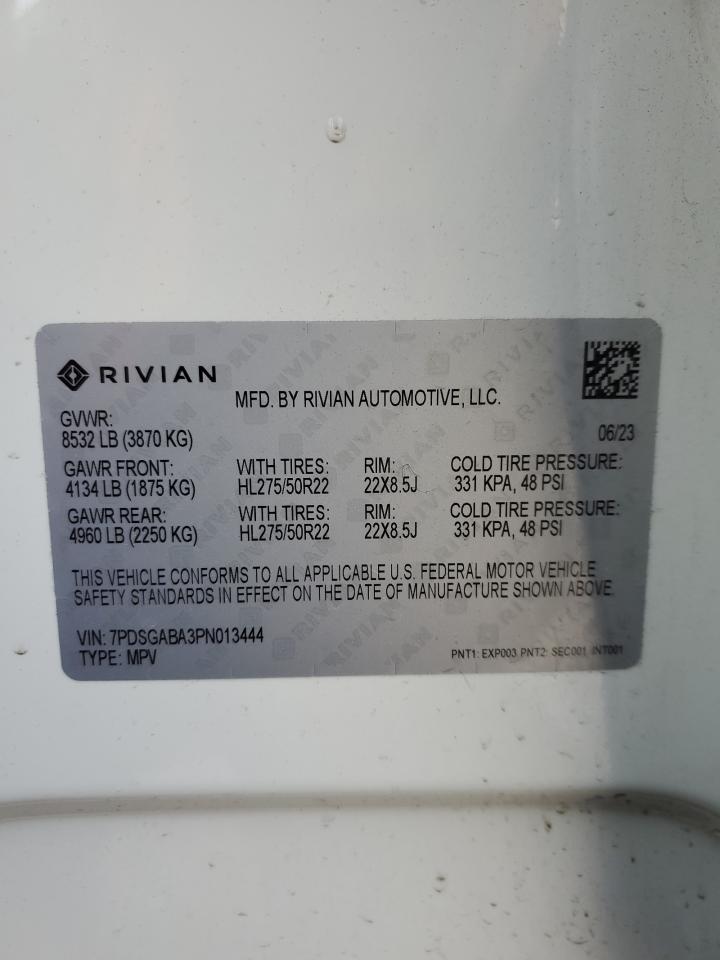 RIVIAN
MFD. BY RIVIAN AUTOMOTIVE, LLC.
GVWR:
8532 LB (3870 KG)
06/23
GAWR FRONT: WITH TIRES: RIM: COLD TIRE PRESSURE:
4134 LB (1875 KG) HL275/50R22 22X8.5J 331 KPA, 48 PSI
GAWR REAR: WITH TIRES: RIM: COLD TIRE PRESSURE:
4960 LB (2250 KG) HL275/50R22 22X8.5J 331 KPA, 48 PSI
THIS VEHICLE CONFORMS TO ALL APPLICABLE U.S. FEDERAL MOTOR VEHICLE
SAFETY STANDARDS IN EFFECT ON THE DATE OF MANUFACTURE SHOWN ABOVE.
VIN: 7PDSGABA3PN013444
TYPE: MPV
PNT1: EXP003 PNT2: SEC001 INT001